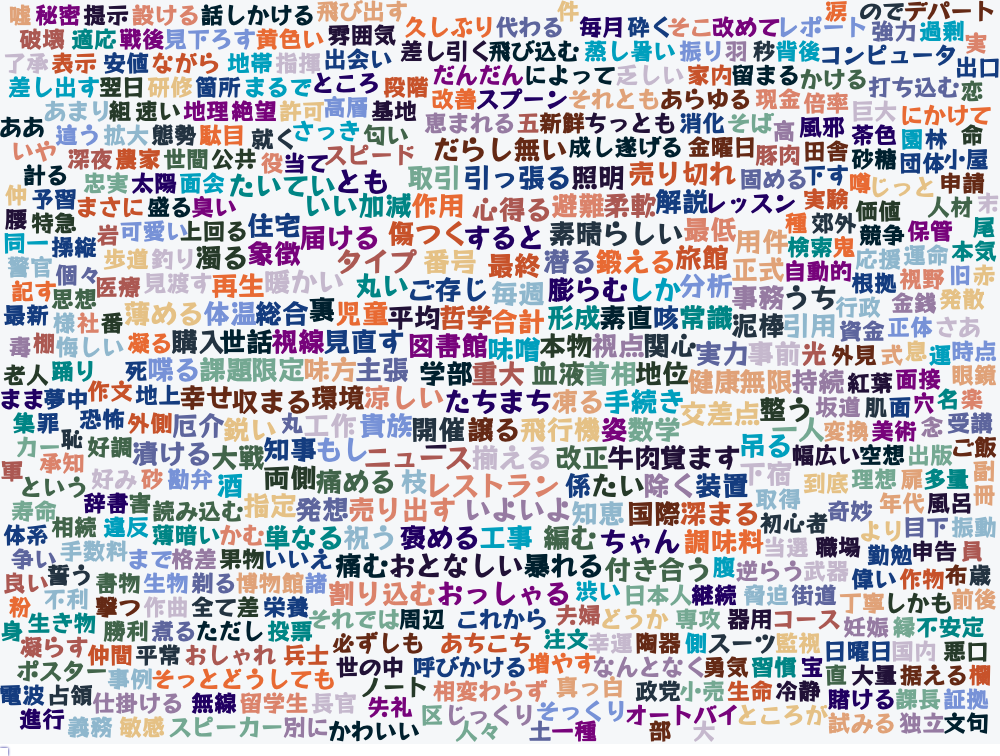 嘘 秘密 提示 設ける 話しかける 飛び出す 件 涙 のでデパート
久しぶり 代わる 毎月 砕く そこ 改めて レポート 強力 過剰
破壊 適応 戦後 見下ろす 黄色い 雰囲気 実
差し引く 飛び込む 蒸し暑い 振り 羽 秒 背後 コンピュータ 出口
了承 表示 安値 ながら 地帯 指揮 出会い
だんだん によって 乏しい 家内 留まる かける 打ち込む 恋
差し出す 翌日 研修 箇所 まるで ところ 段階
改善 スプーン それとも あらゆる 現金 倍率 巨大 にかけて
あまり 組 速い 地理 絶望 許可 高層 基地
恵まれる 五 新鮮 ちっとも 消化 そば 高 風邪 茶色 園 林 命
ああ 違う 拡大 態勢 駄目 就く さっき 匂い
いや 深夜 農家 世間 公共 役 当て スピード だらし無い 成し遂げる 金曜日 豚肉 田舎 砂糖 団体 小屋
計る 忠実 太陽 面会 たいてい とも 取引 引っ張る 照明 売り切れ 固める 下す 噂 じっと 申請
仲 予習 まさに 盛る 臭い いい加減 作用 心得る 避難 柔軟 解説 レッスン 実験 価値 人材 末
腰 特急 岩 可愛い 上回る 住宅 届ける 傷つく すると 素晴らしい 最低 用件 種 郊外 競争 保管 尾
同一 操縦 歩道 釣り 濁る 象徴 タイプ 番号 最終 潜る 鍛える 旅館 正式 検索 鬼 応援 運命 本気
警官 個々 医療 見渡す 再生 暖かい 丸い ご存じ 毎週 膨らむ しか 分析 事務 自動的 根拠 視野 旧 赤
記す 思想 薄める 体温 総合 裏 児童 平均 哲学 合計 形成 素直 咳 常識 泥棒 うち 行政 金銭 発散
最新 様 社 番 引用 資金 正体 さあ
毒 棚 悔しい 凝る 購入 世話 視線 見直す 図書館 味噌 本物 視点 関心 実力 事前 光 外見 式 息 運 時点
老人 踊り 死 喋る 課題 限定 味方 主張 学部 重大 血液 首相 地位 健康 無限 持続 紅葉 面接 眼鏡
まま 夢中 作文 地上 幸せ 収まる 環境 涼しい たちまち 凍る 手続き 交差点 整う 坂道 肌 面 穴 名 楽
集 罪 恐怖 外側 厄介 鋭い 丸 工作 貴族 開催 譲る 飛行機 姿 数学 一人 変換 美術 念 受講
カー 恥 好調 漬ける 大戦 知事 もし ニュース 揃える 改正 牛肉 覚ます 吊る 幅広い 空想 出版 ご飯
軍 承知 という 好み 砂 勘弁 酒 両側 痛める 枝 レストラン 係 たい 除く 装置 下宿 到底 理想 扉 多量 副 冊
寿命 辞書 害 読み込む 指定 発想 売り出す いよいよ 知恵 国際 深まる 取得 初心者 奇妙 年代 風呂
体系 相続 違反 薄暗い かむ 単なる 祝う 褒める 工事 編む ちゃん 調味料 当選 職場 より 目下 振動
争い 手数料 まで 格差 男物 いいえ 痛む おとなしい 暴れる 付き合う 腹 逆らう 武器 勤勉 申告 員
良い 誓う 書物 生物 剃る 博物館 諸 割り込む おっしゃる 渋い 日本人 継続 脅迫 街道 偉い 作物 布 歳
粉 不利 撃つ 作曲 全て 差 栄養 それでは 周辺 これから 夫婦 どうか 専攻 器用 コース 丁寧 しかも 前後
身 生き物 勝利 煮る ただし 投票 必ずしも あちこち 注文 幸運 陶器 側 スーツ 監視 妊娠 縁 不安定
凝らす 仲間 平常 おしゃれ 兵士 世の中 呼びかける 増やす なんとなく 勇気 習慣 宝 日曜日 国内 悪口
ポスター 事例 そっと どうしても ノート 相変わらず 真っ白 政党 小売 生命 冷静 直 大量 据える 欄
電波 占領 仕掛ける 無線 留学生 長官 失礼 区 じっくり そっくり オートバイ ところが 賭ける 課長 証拠
進行 義務 敏感 スピーカー 別に かわいい 人々 土 一種 部 大 試みる 独立 文句